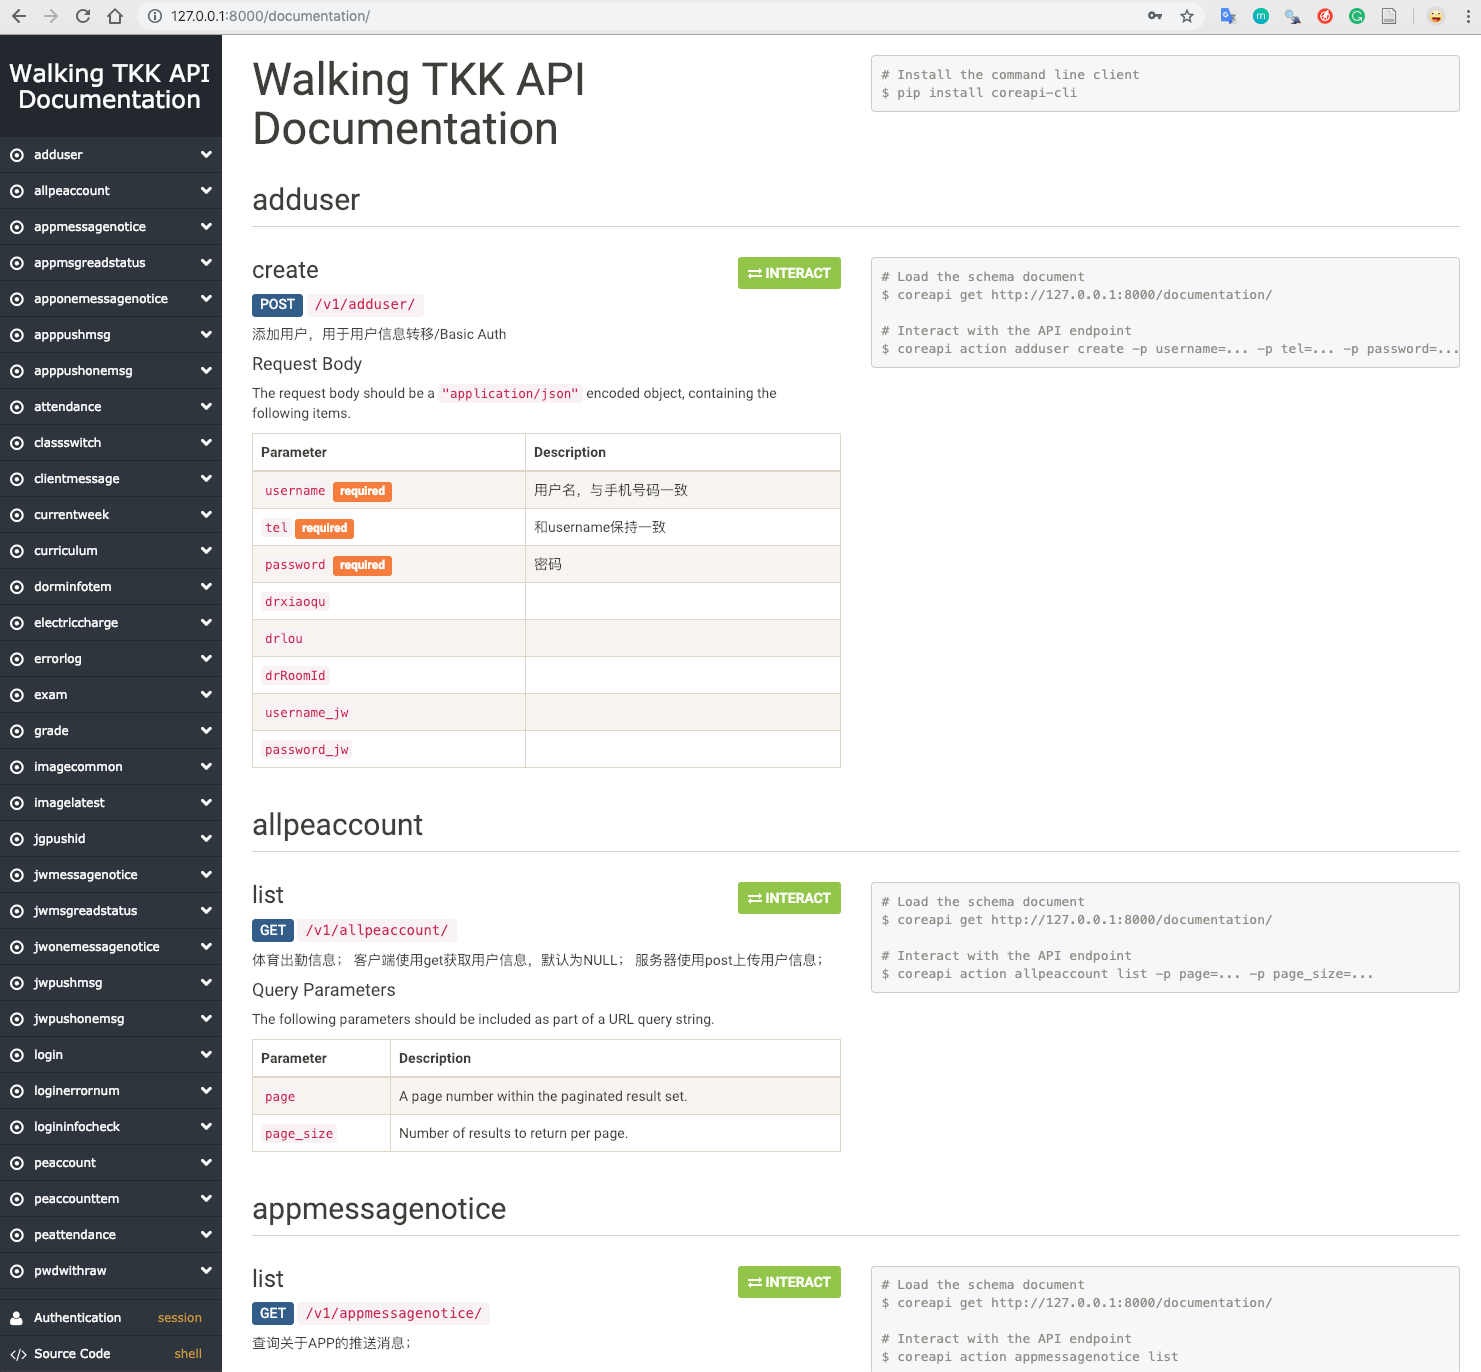 127.0.0.1:8000/documentation/
Walking TKK API
Documentation
adduser
allpeaccount
appmessagenotice
appmsgreadstatus
apponemessagenotice
apppushmsg
apppushonemsg
attendance
classswitch
clientmessage
currentweek
curriculum
dorminfotem
electriccharge
errorlog
exam
grade
imagecommon
imagelatest
jgpushid
jwmessagenotice
jwmsgreadstatus
jwonemessagenotice
jwpushmsg
jwpushonemsg
login
loginerrornum
logininfocheck
peaccount
peaccounttem
peattendance
pwdwithraw
Authentication session
</> Source Code shell
Walking TKK API
Documentation
# Install the command line client
$ pip install coreapi-cli
adduser
create
INTERACT
POST /v1/adduser/
添加用户，用于用户信息转移/Basic Auth
Request Body
The request body should be a "application/json" encoded object, containing the
following items.
Parameter Description
username required 用户名，与手机号码一致
tel required 和username保持一致
password required 密码
drxiaoqu
drlou
drRoomId
username_jw
password_jw
# Load the schema document
$ coreapi get http://127.0.0.1:8000/documentation/
# Interact with the API endpoint
$ coreapi action adduser create -p username=... -p tel=... -p password=...
allpeaccount
list
INTERACT
GET /v1/allpeaccount/
体育出勤信息； 客户端使用get获取用户信息，默认为NULL； 服务器使用post上传用户信息；
Query Parameters
The following parameters should be included as part of a URL query string.
Parameter Description
page A page number within the paginated result set.
page_size Number of results to return per page.
# Load the schema document
$ coreapi get http://127.0.0.1:8000/documentation/
# Interact with the API endpoint
$ coreapi action allpeaccount list -p page=... -p page_size=...
appmessagenotice
list
INTERACT
GET /v1/appmessagenotice/
查询关于APP的推送消息；
# Load the schema document
$ coreapi get http://127.0.0.1:8000/documentation/
# Interact with the API endpoint
$ coreapi action appmessagenotice list